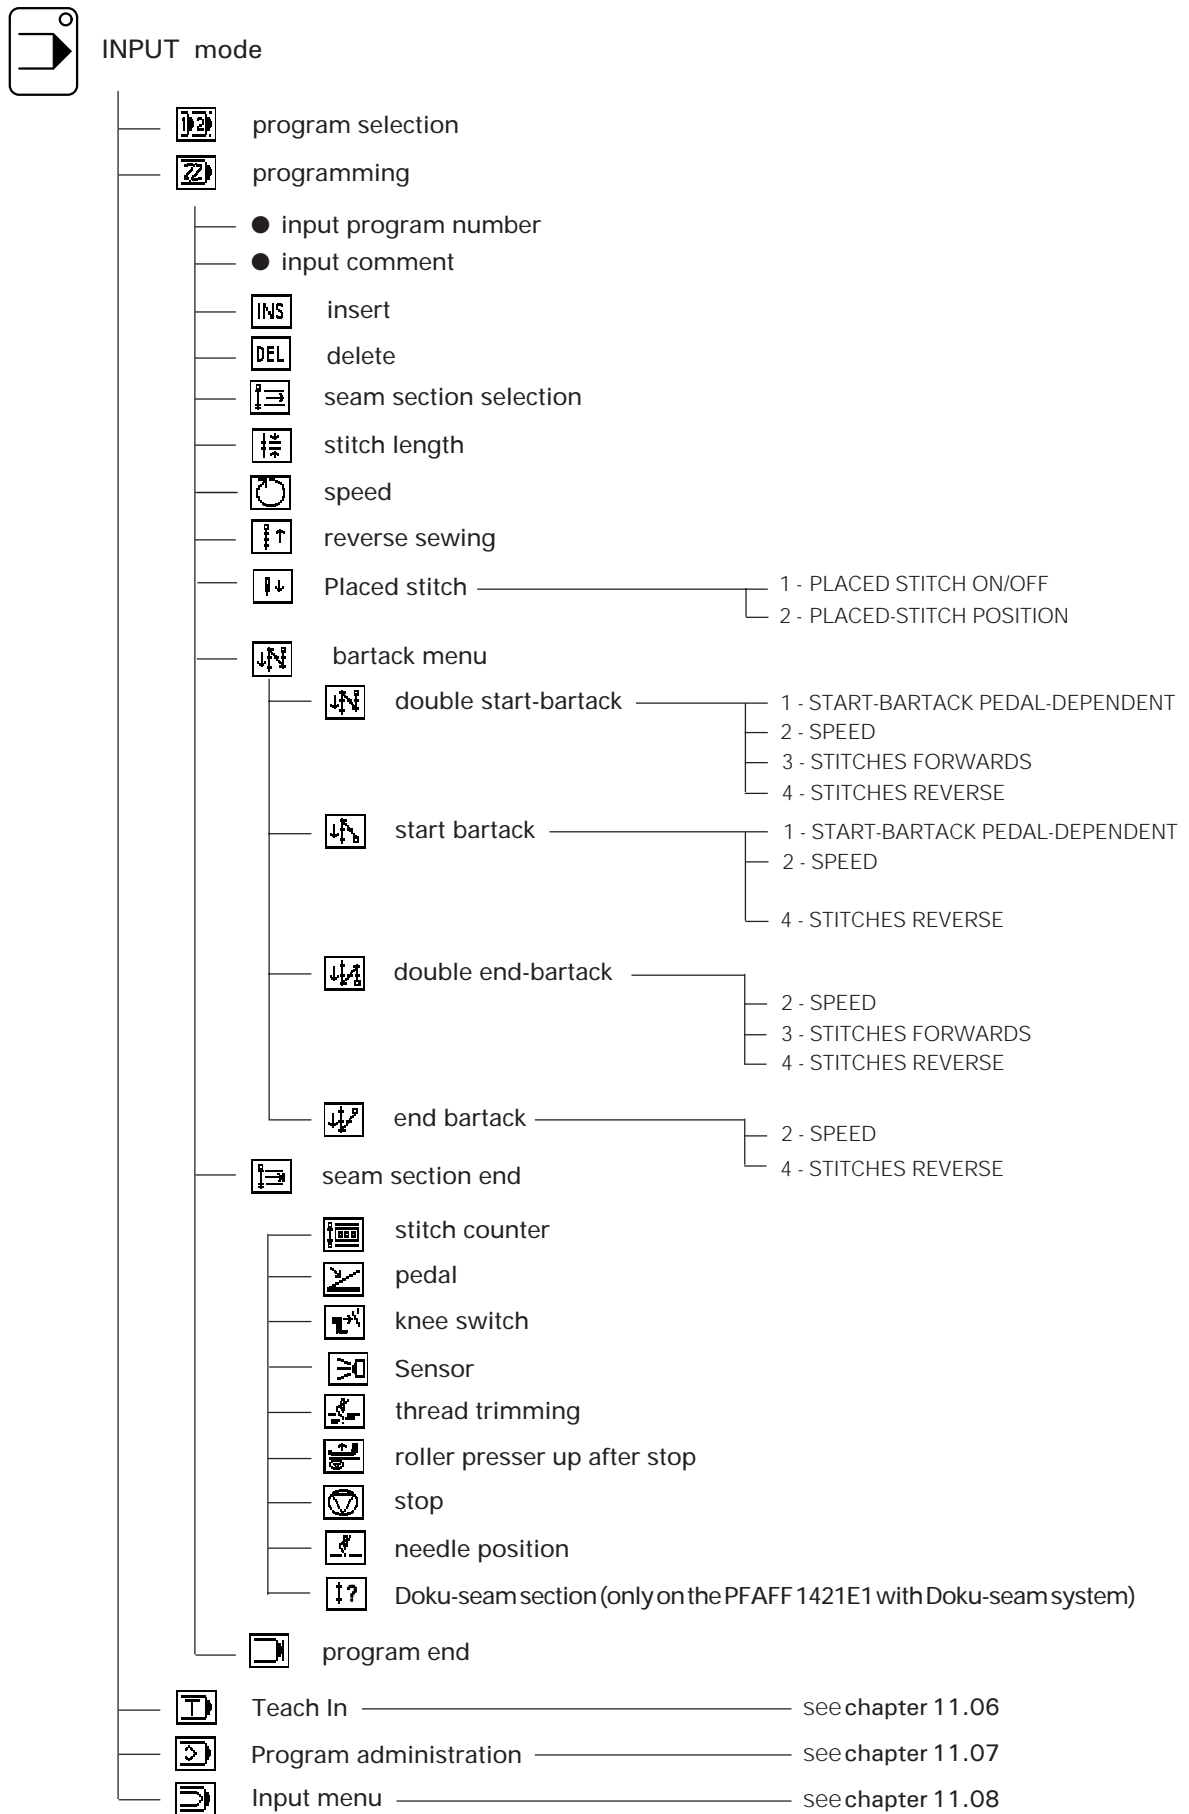 INPUT mode
1 2 program selection
programming
● input program number
● input comment
INS insert
DEL delete
seam section selection
stitch length
speed
reverse sewing
Placed stitch
1 - PLACED STITCH ON/OFF
2 - PLACED-STITCH POSITION
bartack menu
double start-bartack
1 - START-BARTACK PEDAL-DEPENDENT
2 - SPEED
3 - STITCHES FORWARDS
4 - STITCHES REVERSE
start bartack
1 - START-BARTACK PEDAL-DEPENDENT
2 - SPEED
4 - STITCHES REVERSE
double end-bartack
2 - SPEED
3 - STITCHES FORWARDS
4 - STITCHES REVERSE
end bartack
2 - SPEED
4 - STITCHES REVERSE
seam section end
stitch counter
pedal
knee switch
Sensor
thread trimming
roller presser up after stop
stop
needle position
? Doku-seam section (only on the PFAFF 1421E1 with Doku-seam system)
program end
T Teach In see chapter 11.06
Program administration see chapter 11.07
Input menu see chapter 11.08